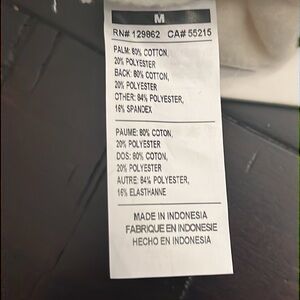 M
RN# 129862 CA# 55215
PALM: 80% COTTON,
20% POLYESTER
BACK: 80% COTTON,
20% POLYESTER
OTHER: 84% POLYESTER,
16% SPANDEX
PAUME: 80% COTON,
20% POLYESTER
DOS: 80% COTON,
20% POLYESTER
AUTRE: 84% POLYESTER,
16% ELASTHANNE
MADE IN INDONESIA
FABRIQUE EN INDONESIE
HECHO EN INDONESIA